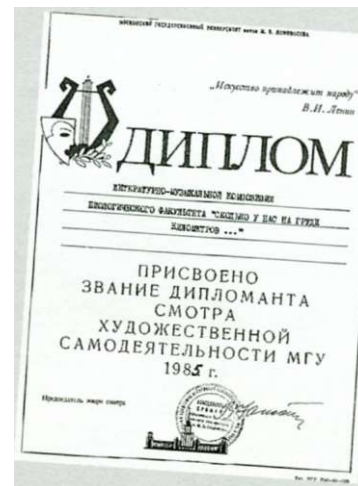 МОСКОВСКИЙ ГОСУДАРСТВЕННЫЙ УНИВЕРСИТЕТ имени М. В. ЛОМОНОСОВА
„Искусство принадлежит народу"
В.И. Ленин
ДИПЛОМ
ЛИТЕРАТУРНО-МУЗЫКАЛЬНОЙ КОМПОЗИЦИИ
БИОЛОГИЧЕСКОГО ФАКУЛЬТЕТА "СКОЛЬКО У НАС НА ГРУДИ
КИЛОМЕТРОВ ..."
ПРИСВОЕНО
ЗВАНИЕ ДИПЛОМАНТА
СМОТРА
ХУДОЖЕСТВЕННОЙ
САМОДЕЯТЕЛЬНОСТИ МГУ
1985 г.
Председатель жюри смотра